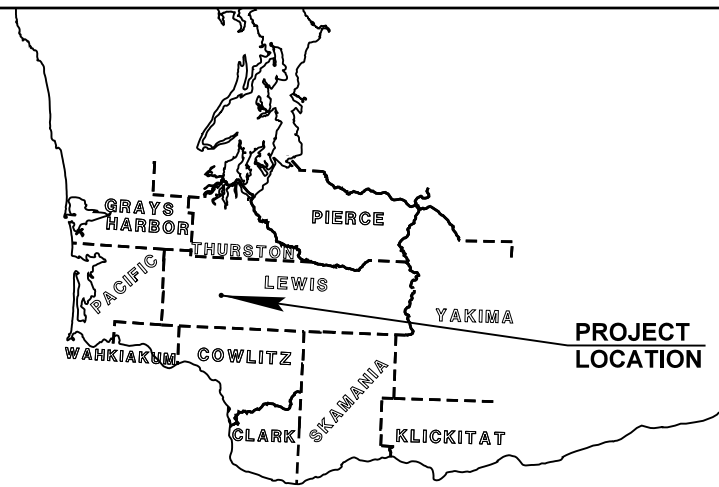 GRAYS
HARBOR
PIERCE
THURSTON
PACIFIC
LEWIS
YAKIMA
PROJECT
LOCATION
WAHKIAKUM
COWLITZ
SKAMANIA
CLARK
KLICKITAT